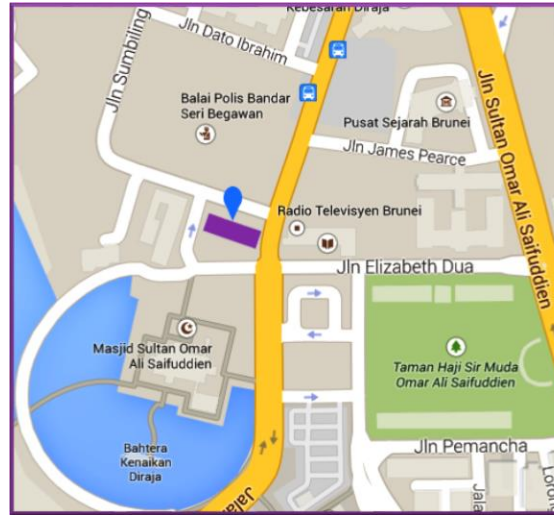 Kebesaran Diraja
Jln Dato Ibrahim
Jln Sumbiling
Balai Polis Bandar
Seri Begawan
Pusat Sejarah Brunei
Jln James Pearce
Jln Sultan Omar Ali Saifuddien
Radio Televisyen Brunei
Jln Elizabeth Dua
Masjid Sultan Omar
Ali Saifuddien
Taman Haji Sir Muda
Omar Ali Saifuddien
Bahtera
Kenaikan
Diraja
Jln Pemancha